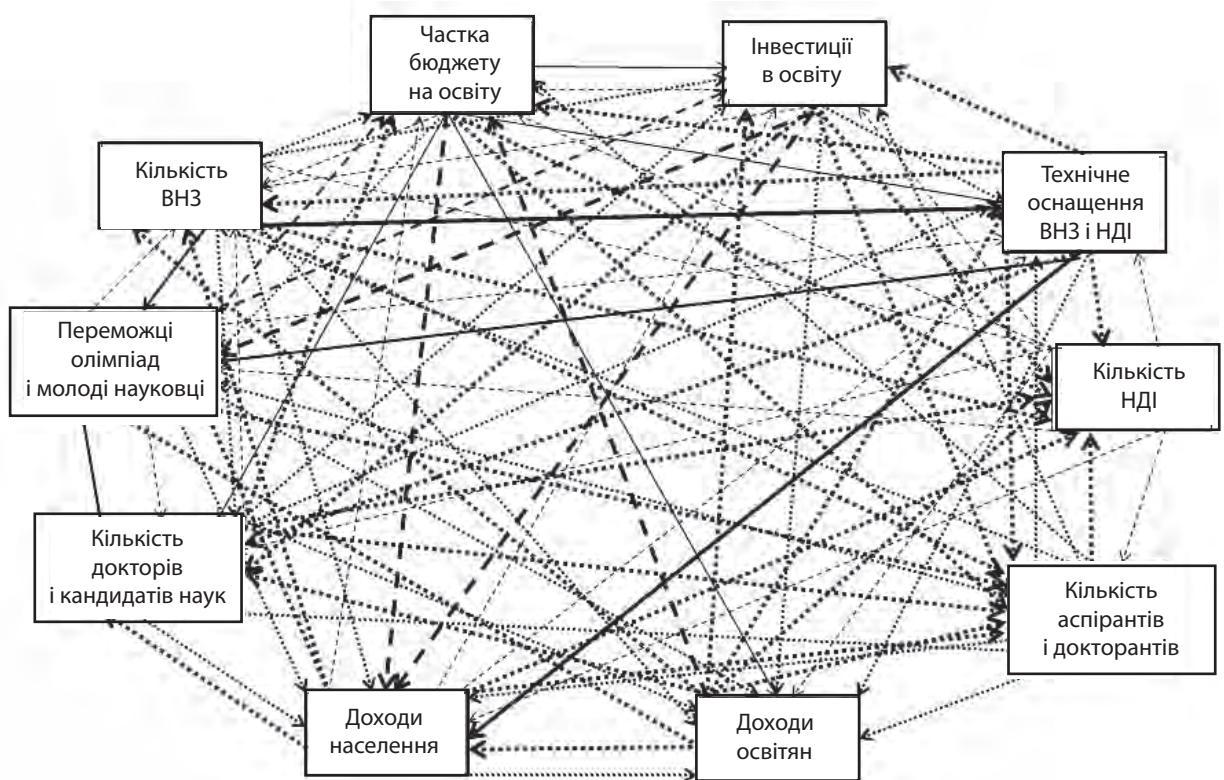 Частка
бюджету
на освіту
Інвестиції
в освіту
Кількість
ВНЗ
Технічне
оснащення
ВНЗ і НДІ
Переможці
олімпіад
і молоді науковці
Кількість
НДІ
Кількість
докторів
і кандидатів наук
Кількість
аспірантів
і докторантів
Доходи
населення
Доходи
освітян